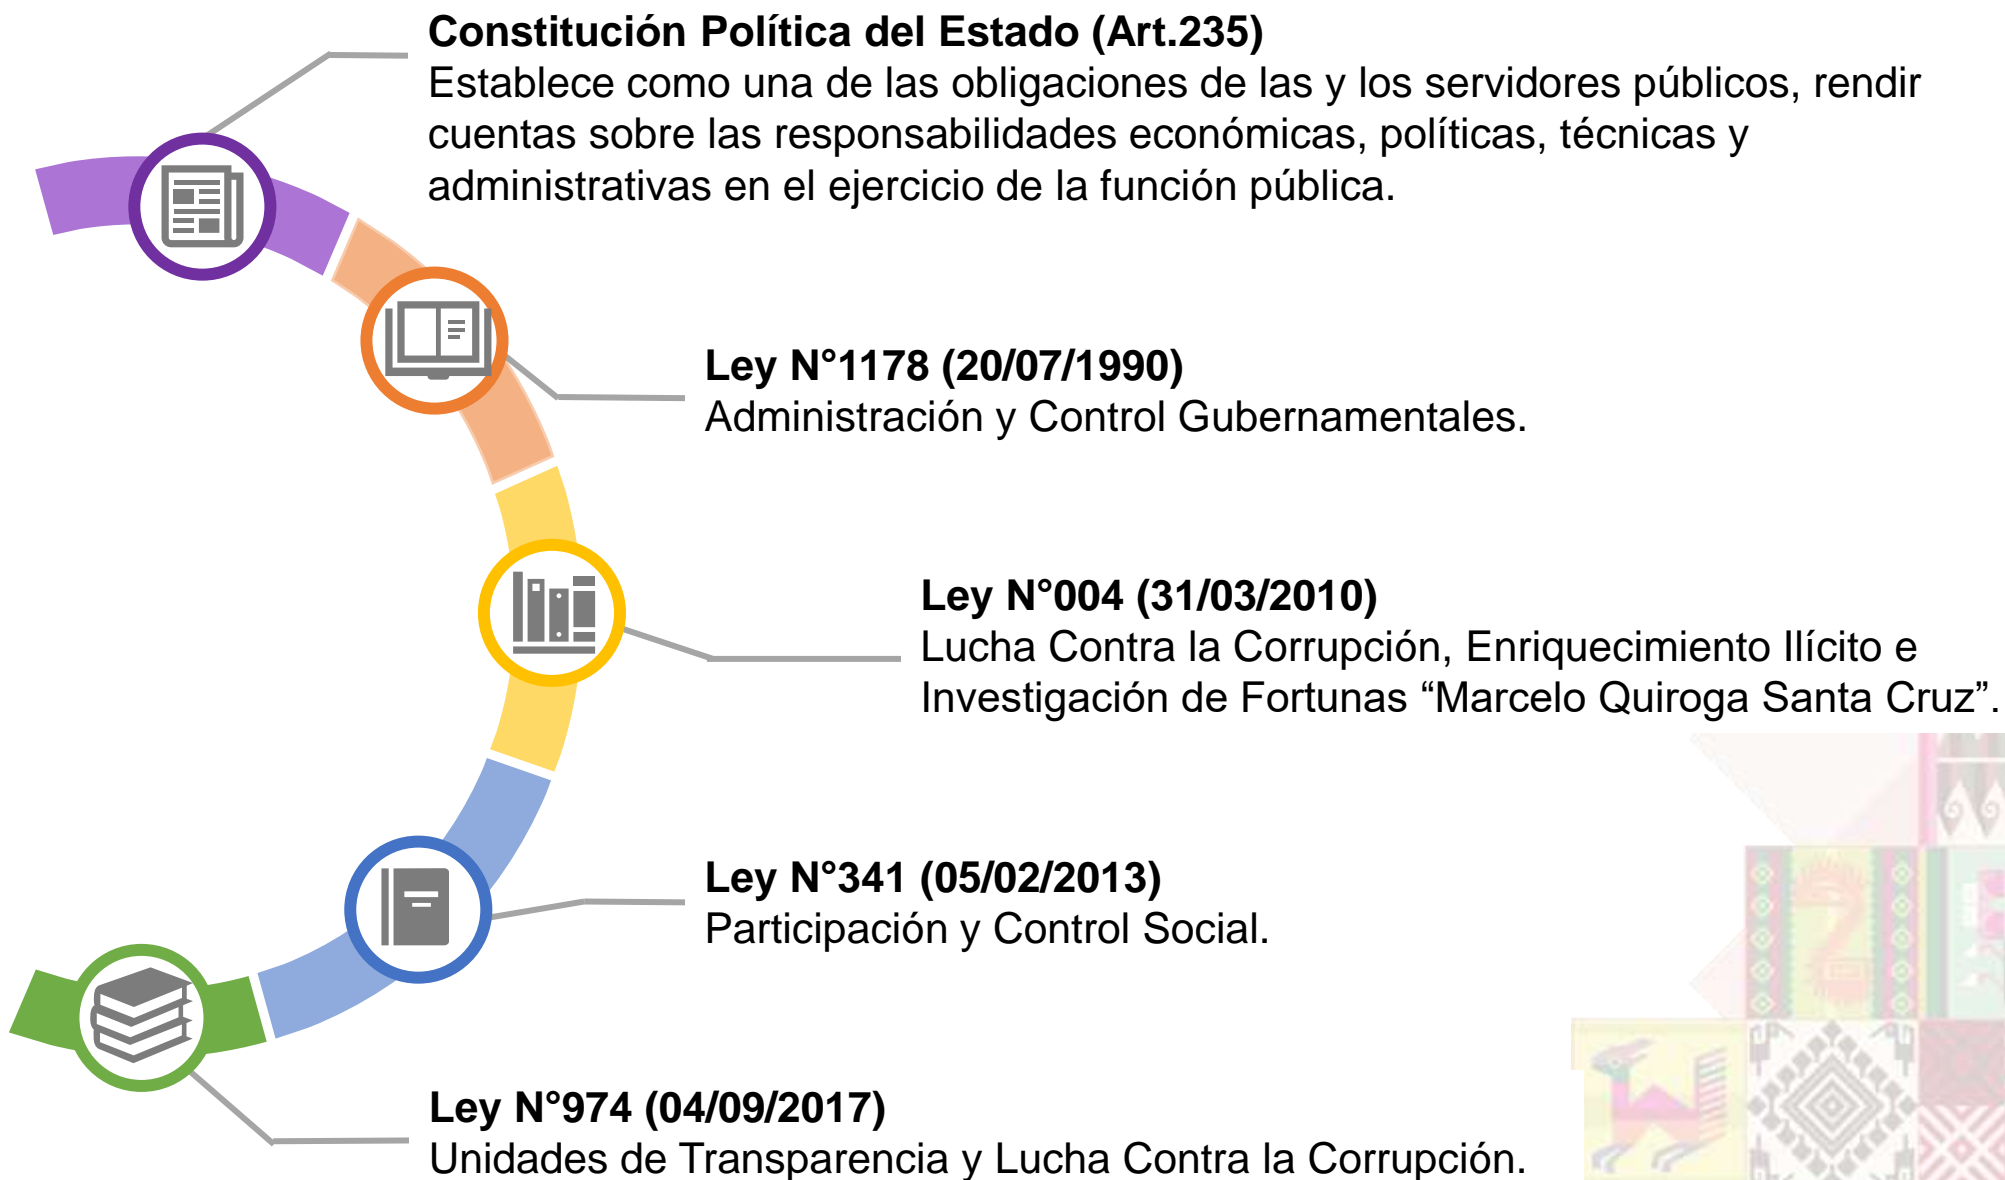 Constitución Política del Estado (Art.235)
Establece como una de las obligaciones de las y los servidores públicos, rendir
cuentas sobre las responsabilidades económicas, políticas, técnicas y
administrativas en el ejercicio de la función pública.
Ley N°1178 (20/07/1990)
Administración y Control Gubernamentales.
Ley N°004 (31/03/2010)
Lucha Contra la Corrupción, Enriquecimiento Ilícito e
Investigación de Fortunas “Marcelo Quiroga Santa Cruz”.
Ley N°341 (05/02/2013)
Participación y Control Social.
Ley N°974 (04/09/2017)
Unidades de Transparencia y Lucha Contra la Corrupción.